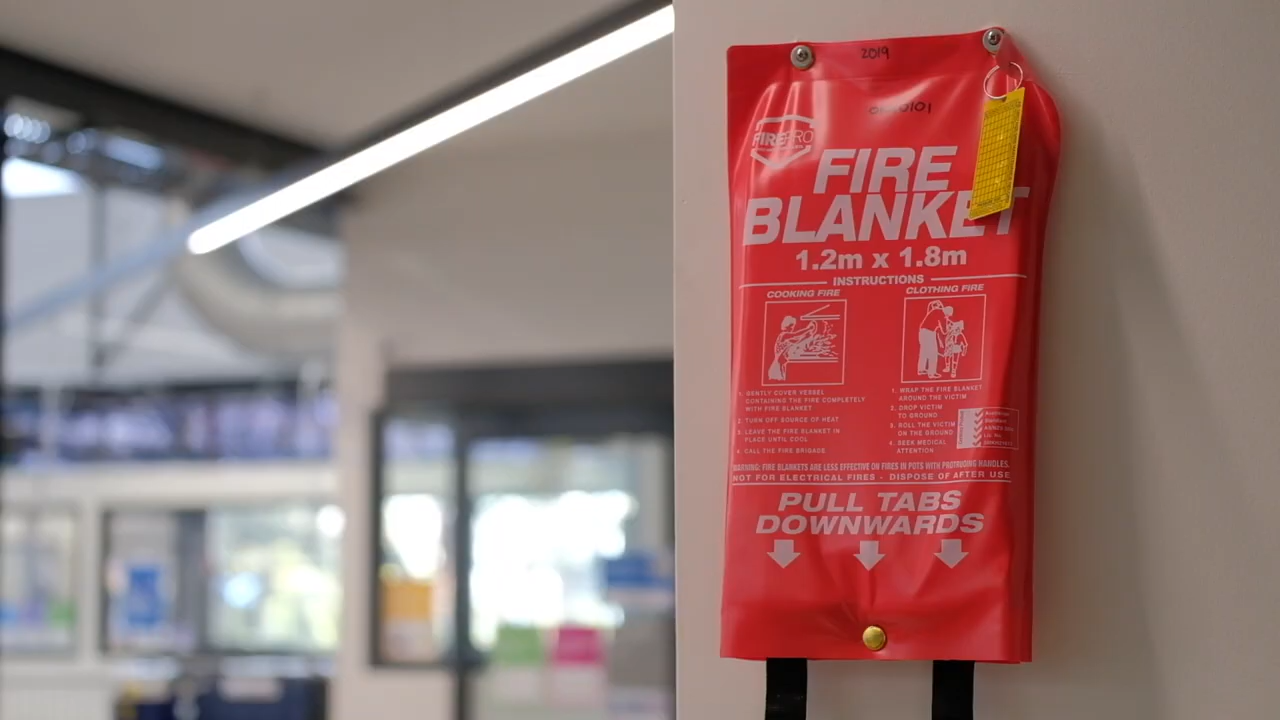 2019
FIREPRO
FIRE
BLANKET
1.2m x 1.8m
INSTRUCTIONS
COOKING FIRE
1. GENTLY COVER VESSEL
CONTAINING THE FIRE COMPLETELY
WITH FIRE BLANKET
2. TURN OFF SOURCE OF HEAT
3. LEAVE THE FIRE BLANKET IN
PLACE UNTIL COOL
4. CALL THE FIRE BRIGADE
CLOTHING FIRE
1. WRAP THE FIRE BLANKET
AROUND THE VICTIM
2. DROP VICTIM
TO GROUND
3. ROLL THE VICTIM
ON THE GROUND
4. SEEK MEDICAL
ATTENTION
Australian
Standard
Lic. No.
WARNING: FIRE BLANKETS ARE LESS EFFECTIVE ON FIRES IN POTS WITH PROTRUDING HANDLES.
NOT FOR ELECTRICAL FIRES - DISPOSE OF AFTER USE
PULL TABS
DOWNWARDS